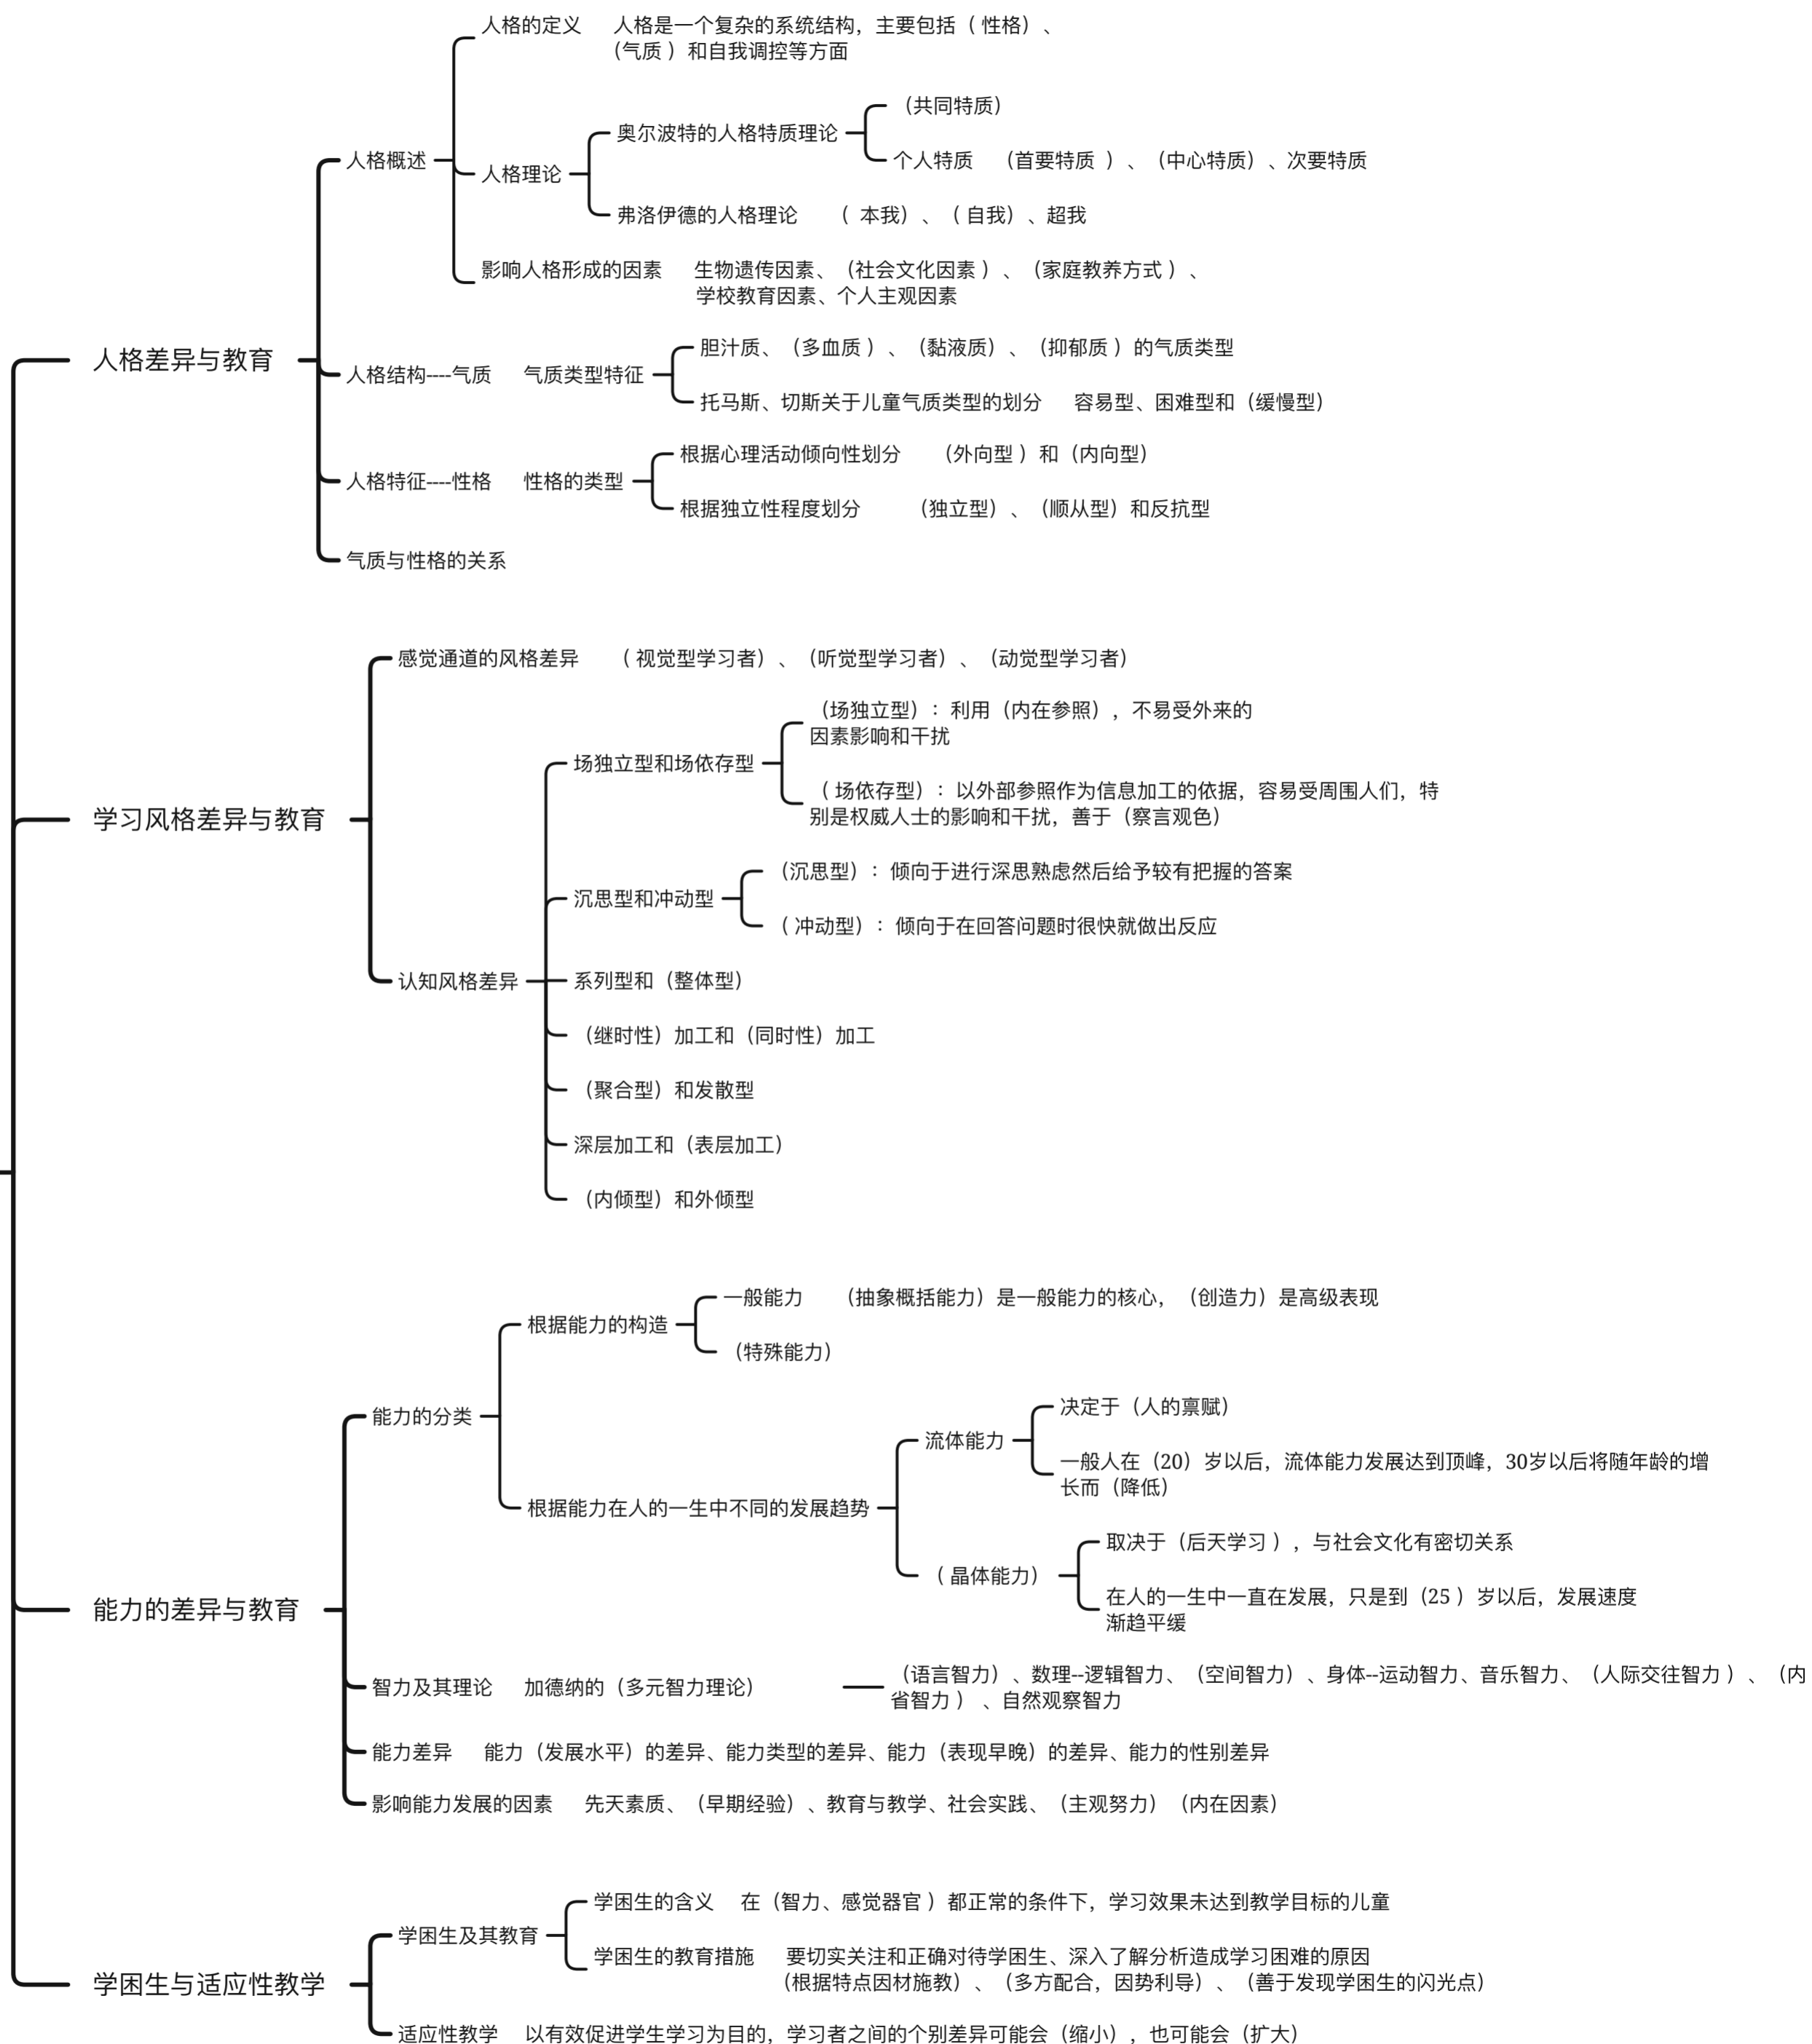 人格差异与教育
人格概述
人格的定义 人格是一个复杂的系统结构，主要包括（ 性格）、
（气质 ）和自我调控等方面
人格理论
奥尔波特的人格特质理论
（共同特质）
个人特质 （首要特质 ）、（中心特质）、次要特质
弗洛伊德的人格理论 （ 本我）、（ 自我）、超我
影响人格形成的因素 生物遗传因素、（社会文化因素 ）、（家庭教养方式 ）、
学校教育因素、个人主观因素
人格结构----气质 气质类型特征
胆汁质、（多血质 ）、（黏液质）、（抑郁质 ）的气质类型
托马斯、切斯关于儿童气质类型的划分 容易型、困难型和（缓慢型）
人格特征----性格 性格的类型
根据心理活动倾向性划分 （外向型 ）和（内向型）
根据独立性程度划分 （独立型）、（顺从型）和反抗型
气质与性格的关系
学习风格差异与教育
感觉通道的风格差异 （ 视觉型学习者）、（听觉型学习者）、（动觉型学习者）
认知风格差异
场独立型和场依存型
（场独立型）：利用（内在参照），不易受外来的
因素影响和干扰
（ 场依存型）：以外部参照作为信息加工的依据，容易受周围人们，特
别是权威人士的影响和干扰，善于（察言观色）
沉思型和冲动型
（沉思型）：倾向于进行深思熟虑然后给予较有把握的答案
（ 冲动型）：倾向于在回答问题时很快就做出反应
系列型和（整体型）
（继时性）加工和（同时性）加工
（聚合型）和发散型
深层加工和（表层加工）
（内倾型）和外倾型
能力的差异与教育
能力的分类
根据能力的构造
一般能力 （抽象概括能力）是一般能力的核心，（创造力）是高级表现
（特殊能力）
根据能力在人的一生中不同的发展趋势
流体能力
决定于（人的禀赋）
一般人在（20）岁以后，流体能力发展达到顶峰，30岁以后将随年龄的增
长而（降低）
（ 晶体能力）
取决于（后天学习 ），与社会文化有密切关系
在人的一生中一直在发展，只是到（25 ）岁以后，发展速度
渐趋平缓
智力及其理论 加德纳的（多元智力理论）
（语言智力）、数理--逻辑智力、（空间智力）、身体--运动智力、音乐智力、（人际交往智力 ）、（内
省智力 ） 、自然观察智力
能力差异 能力（发展水平）的差异、能力类型的差异、能力（表现早晚）的差异、能力的性别差异
影响能力发展的因素 先天素质、（早期经验）、教育与教学、社会实践、（主观努力）（内在因素）
学困生与适应性教学
学困生及其教育
学困生的含义 在（智力、感觉器官 ）都正常的条件下，学习效果未达到教学目标的儿童
学困生的教育措施 要切实关注和正确对待学困生、深入了解分析造成学习困难的原因
（根据特点因材施教）、（多方配合，因势利导）、（善于发现学困生的闪光点）
适应性教学 以有效促进学生学习为目的，学习者之间的个别差异可能会（缩小），也可能会（扩大）